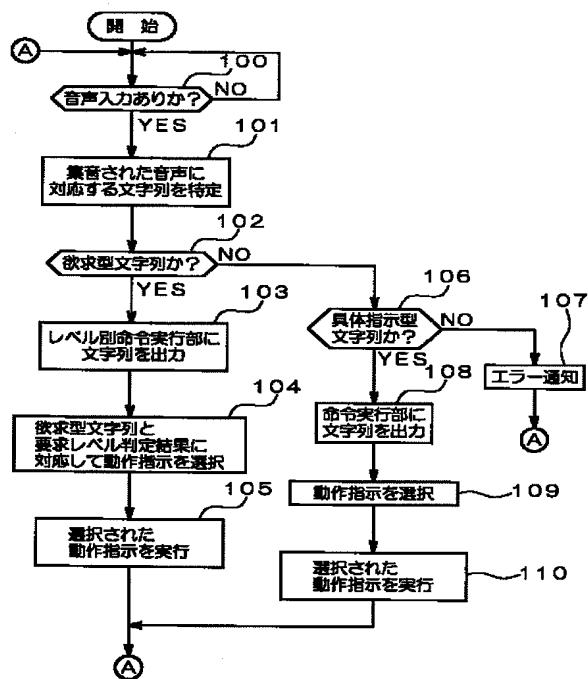 開 始
A
100
音声入力ありか?
NO
YES
101
集音された音声に
対応する文字列を特定
102
欲求型文字列か?
NO
YES
103
レベル別命令実行部に
文字列を出力
104
欲求型文字列と
要求レベル判定結果に
対応して動作指示を選択
105
選択された
動作指示を実行
106
具体指示型
文字列か?
NO
YES
107
エラー通知
A
108
命令実行部に
文字列を出力
動作指示を選択
109
選択された
動作指示を実行
110
A